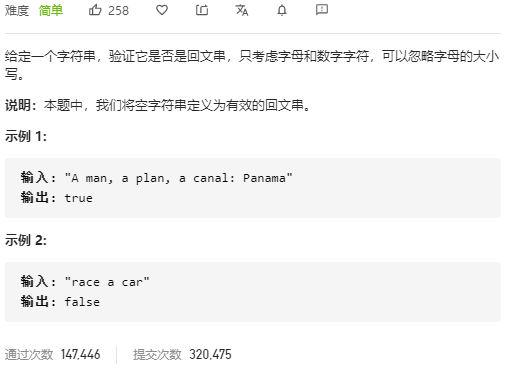 难度 简单 258
给定一个字符串，验证它是否是回文串，只考虑字母和数字字符，可以忽略字母的大小
写。
说明：本题中，我们将空字符串定义为有效的回文串。
示例 1:
输入: "A man, a plan, a canal: Panama"
输出: true
示例 2:
输入: "race a car"
输出: false
通过次数 147,446 提交次数 320,475